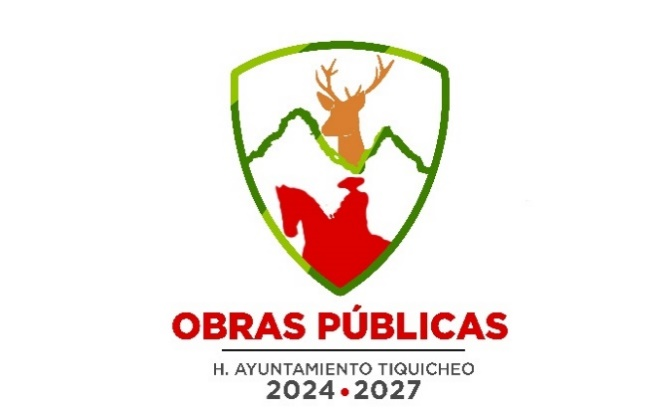 OBRAS PÚBLICAS
H. AYUNTAMIENTO TIQUICHEO
2024 • 2027